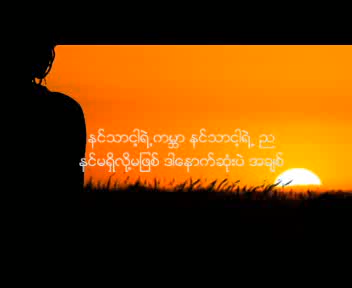 နင်သာငါ့ရဲ့ကမ္ဘာ နင်သာငါ့ရဲ့ ည
နင်မရှိလို့မဖြစ် ဒါနောက်ဆုံးပဲ အချစ်